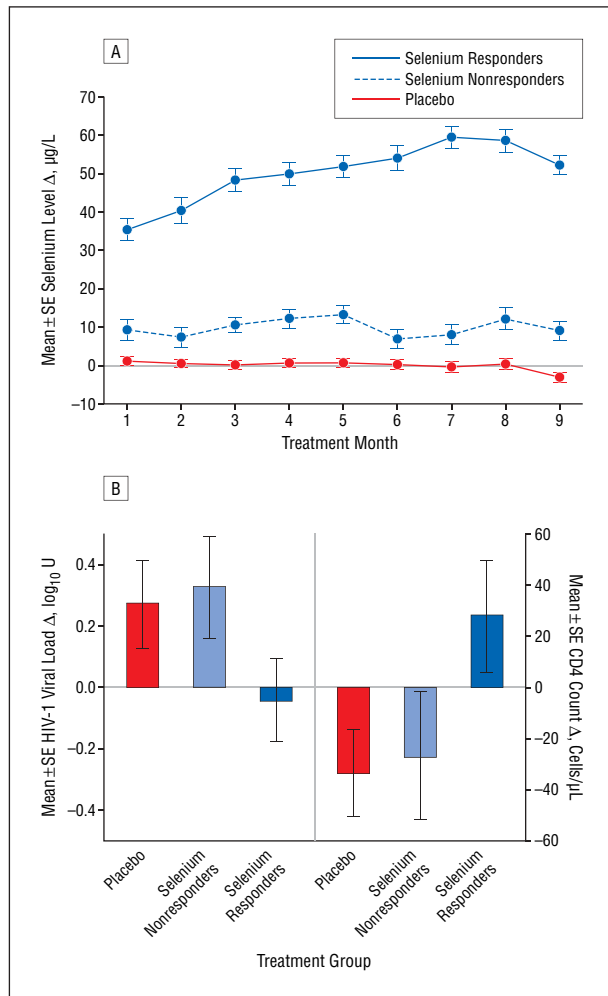 A
Selenium Responders
Selenium Nonresponders
Placebo
Mean±SE Selenium Level Δ, µg/L
70
60
50
40
30
20
10
0
–10
1 2 3 4 5 6 7 8 9
Treatment Month
B
Mean±SE HIV-1 Viral Load Δ, log10 U
0.4
0.2
0.0
–0.2
–0.4
60
40
20
0
–20
–40
–60
Mean±SE CD4 Count Δ, Cells/µL
Placebo
Selenium
Nonresponders
Selenium
Responders
Placebo
Selenium
Nonresponders
Selenium
Responders
Treatment Group